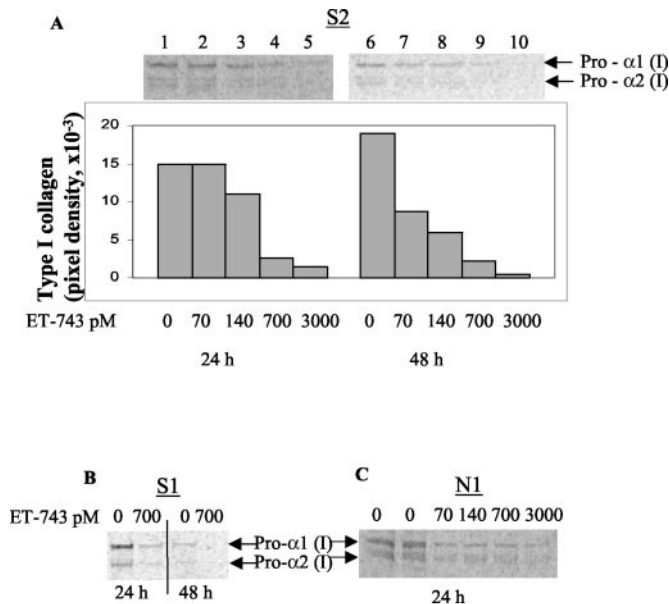 S2
A
1 2 3 4 5 6 7 8 9 10
Pro - α1 (I)
Pro - α2 (I)
Type I collagen
(pixel density, x10⁻³)
20
15
10
5
0
ET-743 pM 0 70 140 700 3000 0 70 140 700 3000
24 h 48 h
B
S1
ET-743 pM 0 700 0 700
Pro-α1 (I)
Pro-α2 (I)
24 h 48 h
C
N1
0 0 70 140 700 3000
24 h